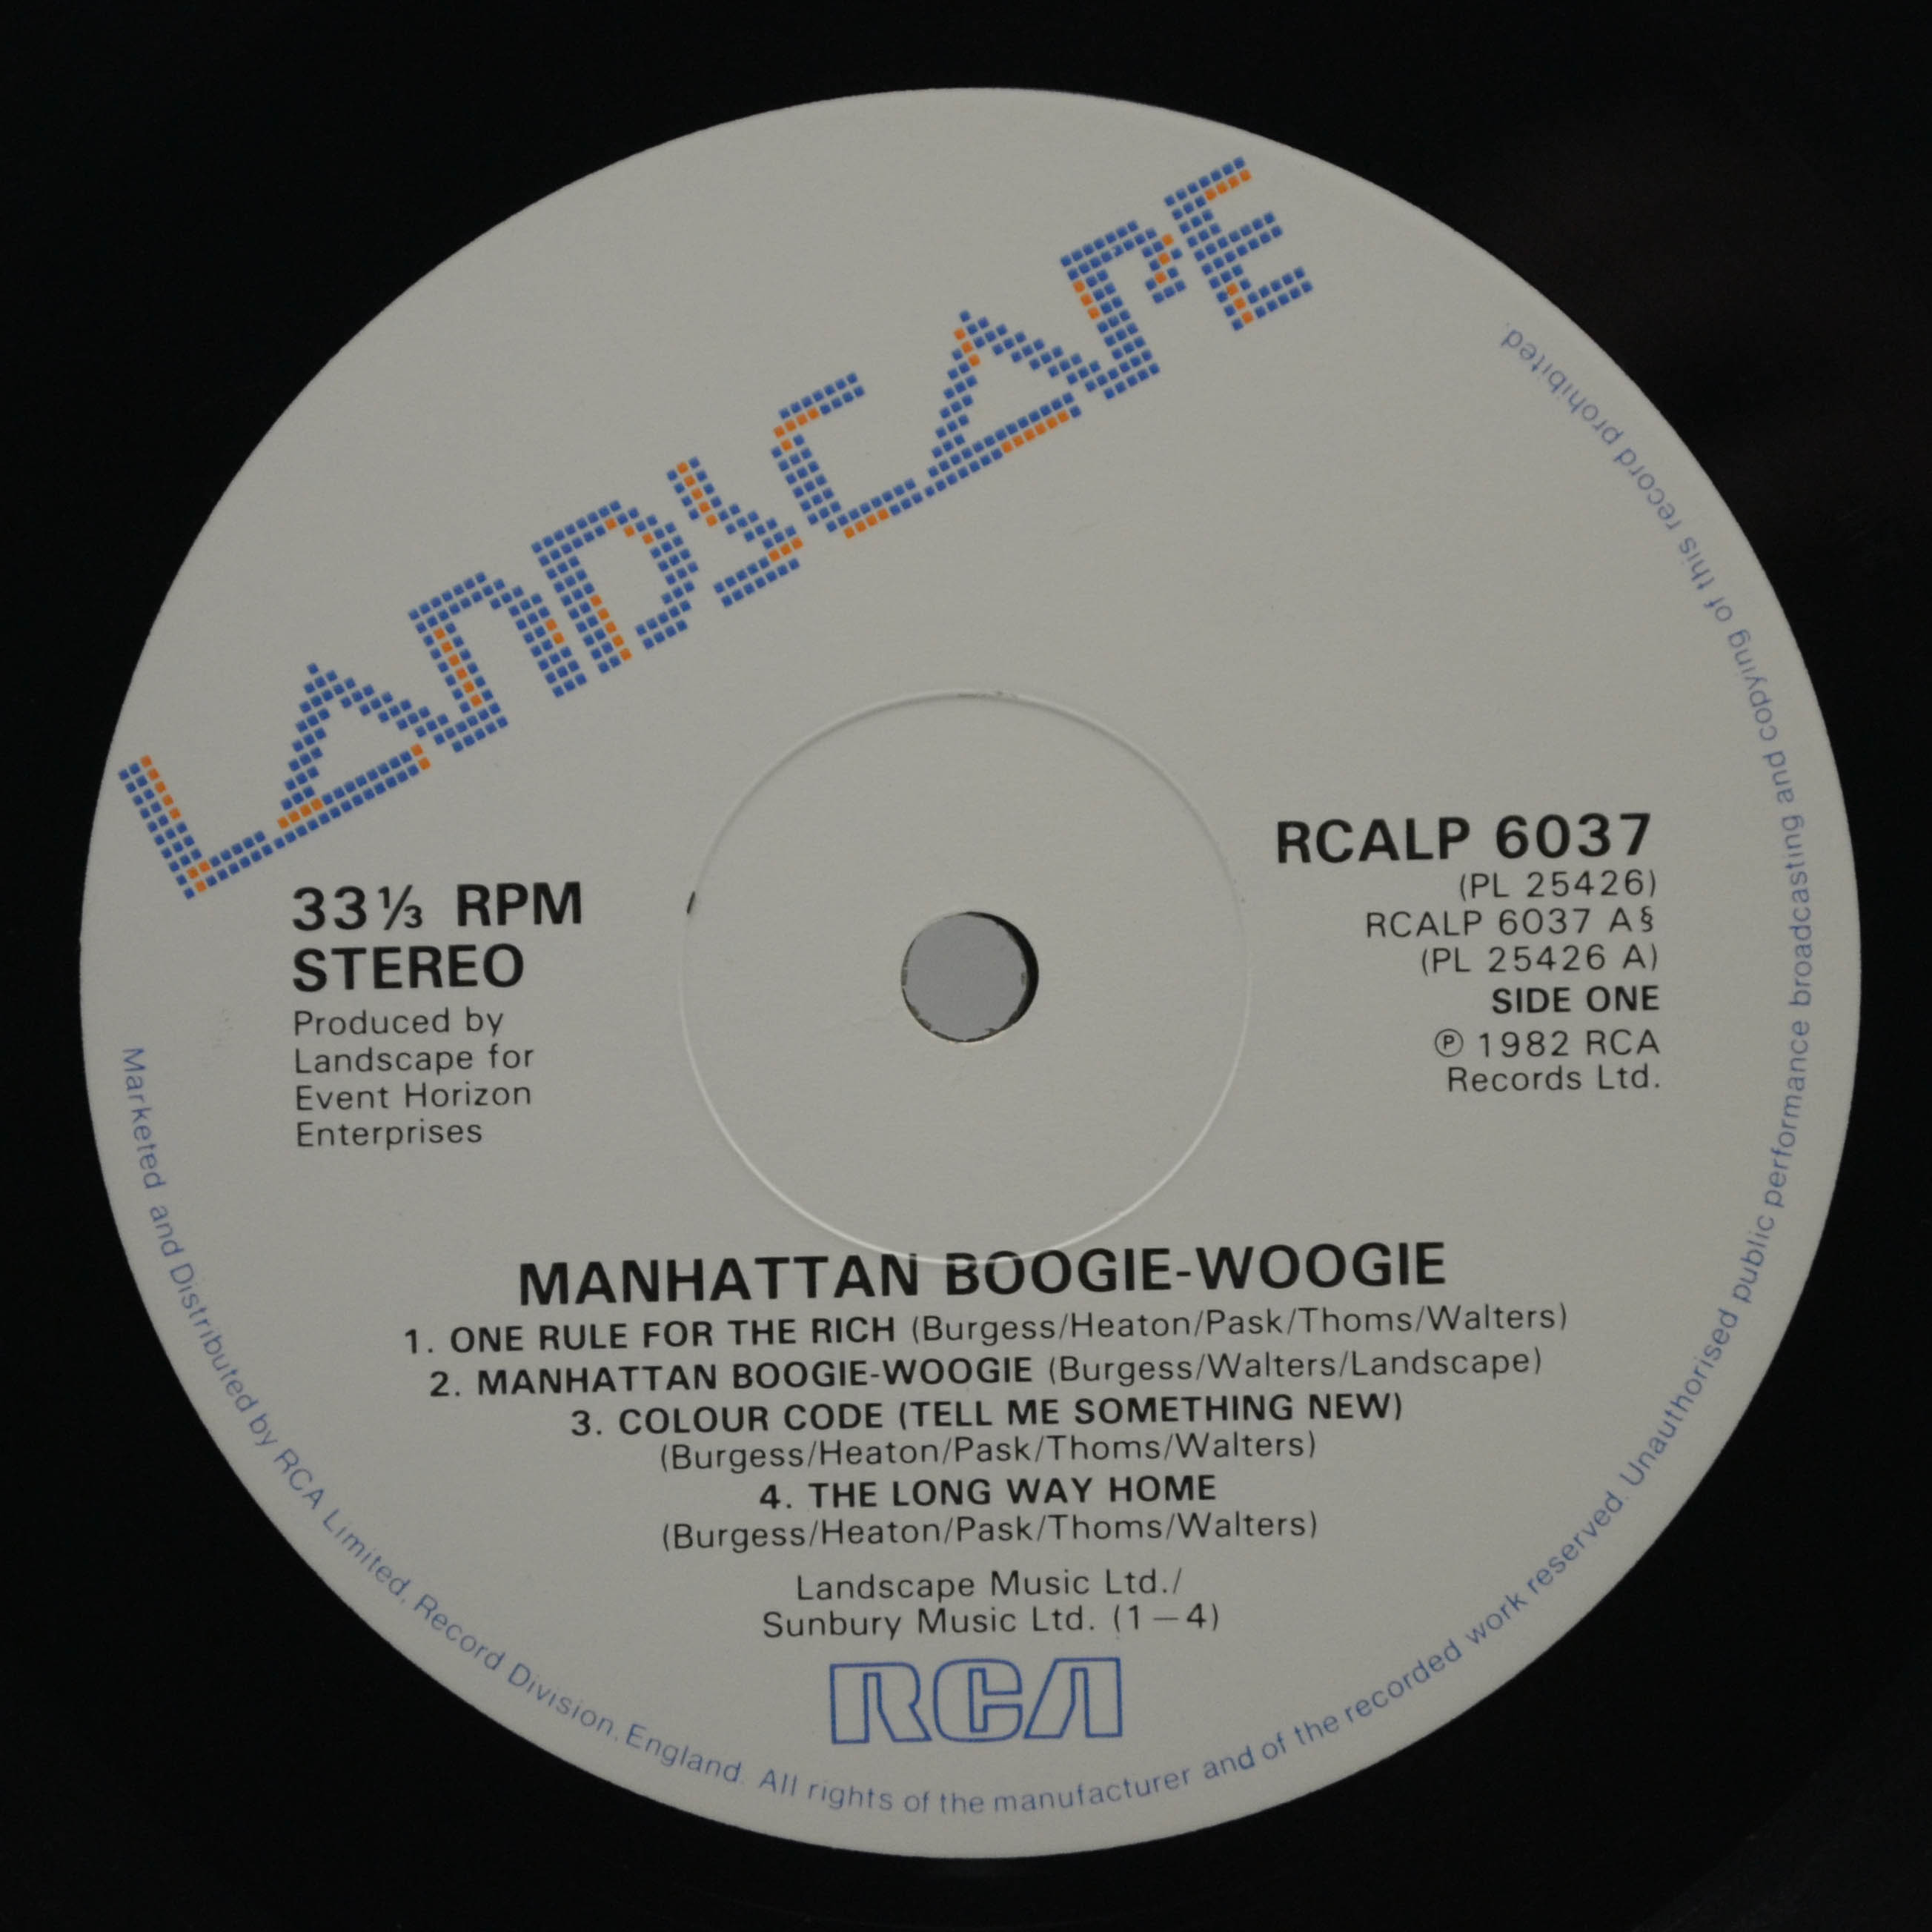 LANDSCAPE
33⅓ RPM
STEREO
Produced by
Landscape for
Event Horizon
Enterprises
RCALP 6037
(PL 25426)
RCALP 6037 A§
(PL 25426 A)
SIDE ONE
℗ 1982 RCA
Records Ltd.
MANHATTAN BOOGIE-WOOGIE
1. ONE RULE FOR THE RICH (Burgess/Heaton/Pask/Thoms/Walters)
2. MANHATTAN BOOGIE-WOOGIE (Burgess/Walters/Landscape)
3. COLOUR CODE (TELL ME SOMETHING NEW)
(Burgess/Heaton/Pask/Thoms/Walters)
4. THE LONG WAY HOME
(Burgess/Heaton/Pask/Thoms/Walters)
Landscape Music Ltd./
Sunbury Music Ltd. (1–4)
RCA
Marketed and Distributed by RCA Limited, Record Division, England. All rights of the manufacturer and of the recorded work reserved. Unauthorised public performance broadcasting and copying of this record prohibited.